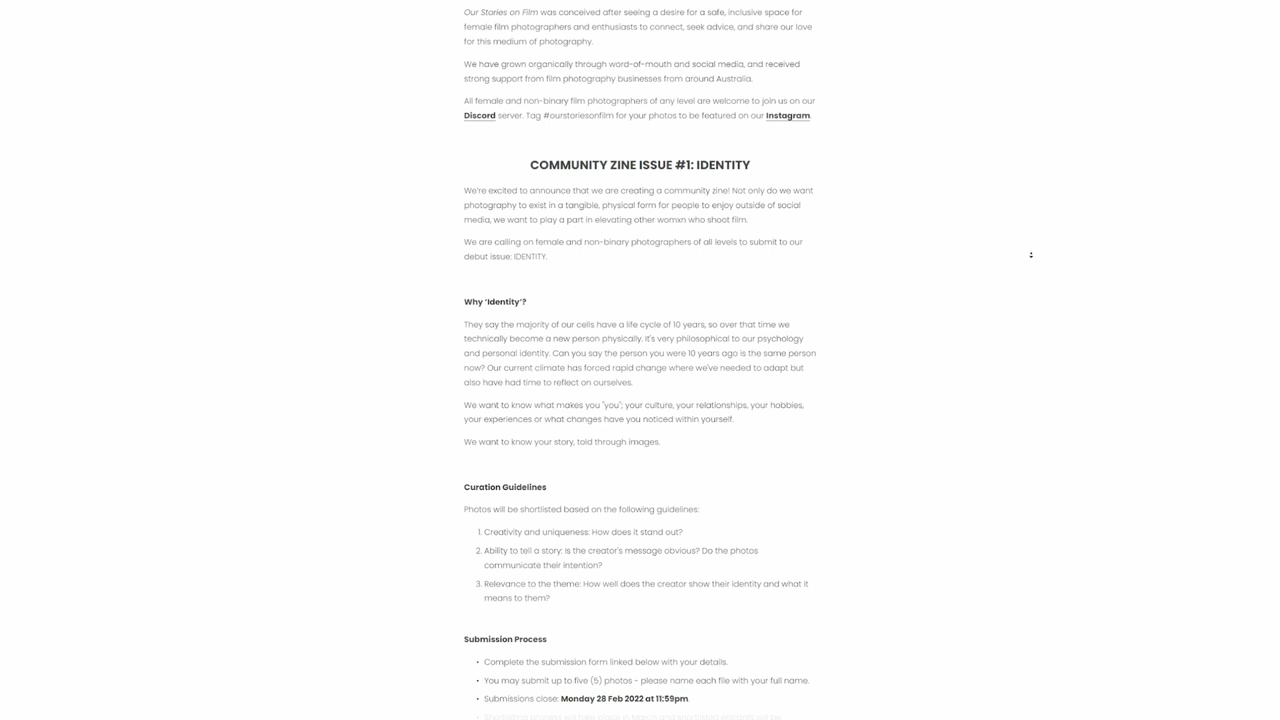 Our Stories on Film was conceived after seeing a desire for a safe, inclusive space for
female film photographers and enthusiasts to connect, seek advice, and share our love
for this medium of photography.
We have grown organically through word-of-mouth and social media, and received
strong support from film photography businesses from around Australia.
All female and non-binary film photographers of any level are welcome to join us on our
Discord server. Tag #ourstoriesonfilm for your photos to be featured on our Instagram.
COMMUNITY ZINE ISSUE #1: IDENTITY
We're excited to announce that we are creating a community zine! Not only do we want
photography to exist in a tangible, physical form for people to enjoy outside of social
media, we want to play a part in elevating other womxn who shoot film.
We are calling on female and non-binary photographers of all levels to submit to our
debut issue: IDENTITY.
Why ‘Identity’?
They say the majority of our cells have a life cycle of 10 years, so over that time we
technically become a new person physically. It's very philosophical to our psychology
and personal identity. Can you say the person you were 10 years ago is the same person
now? Our current climate has forced rapid change where we've needed to adapt but
also have had time to reflect on ourselves.
We want to know what makes you "you"; your culture, your relationships, your hobbies,
your experiences or what changes have you noticed within yourself.
We want to know your story, told through images.
Curation Guidelines
Photos will be shortlisted based on the following guidelines:
1. Creativity and uniqueness: How does it stand out?
2. Ability to tell a story: Is the creator's message obvious? Do the photos
communicate their intention?
3. Relevance to the theme: How well does the creator show their identity and what it
means to them?
Submission Process
• Complete the submission form linked below with your details.
• You may submit up to five (5) photos - please name each file with your full name.
• Submissions close: Monday 28 Feb 2022 at 11:59pm.
• Shortlisting process will take place in March and shortlisted entrants will be